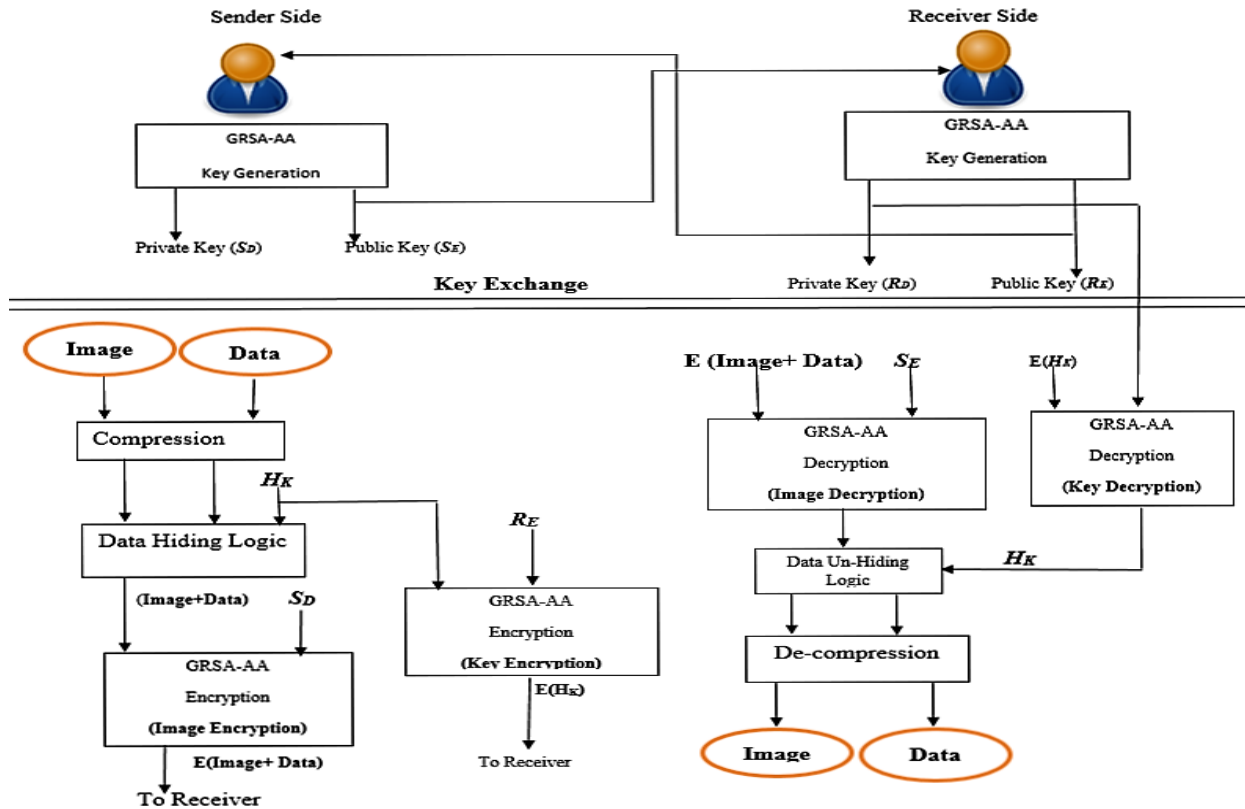 Sender Side
Receiver Side
GRSA-AA
Key Generation
GRSA-AA
Key Generation
Private Key (SD)
Public Key (SE)
Private Key (RD)
Public Key (RE)
Key Exchange
Image
Data
Compression
HK
Data Hiding Logic
(Image+Data)
SD
GRSA-AA
Encryption
(Image Encryption)
E(Image+ Data)
To Receiver
RE
GRSA-AA
Encryption
(Key Encryption)
E(HK)
To Receiver
E (Image+ Data)
SE
GRSA-AA
Decryption
(Image Decryption)
E(HK)
GRSA-AA
Decryption
(Key Decryption)
HK
Data Un-Hiding
Logic
De-compression
Image
Data